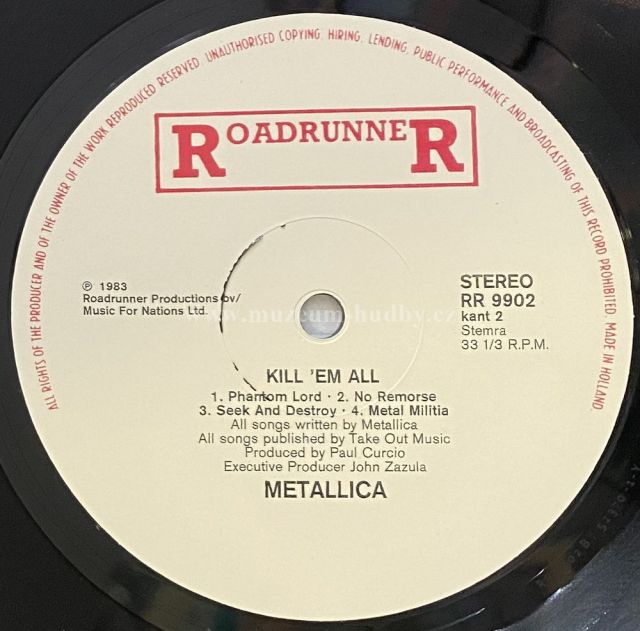 ALL RIGHTS OF THE PRODUCER AND OF THE OWNER OF THE WORK REPRODUCED RESERVED. UNAUTHORISED COPYING, HIRING, LENDING, PUBLIC PERFORMANCE AND BROADCASTING OF THIS RECORD PROHIBITED. MADE IN HOLLAND.
ROADRUNNER
℗ 1983
Roadrunner Productions bv/
Music For Nations Ltd.
STEREO
RR 9902
kant 2
Stemra
33 1/3 R.P.M.
www.muzeumhudby.cz
KILL 'EM ALL
1. Phantom Lord · 2. No Remorse
3. Seek And Destroy · 4. Metal Militia
All songs written by Metallica
All songs published by Take Out Music
Produced by Paul Curcio
Executive Producer John Zazula
METALLICA